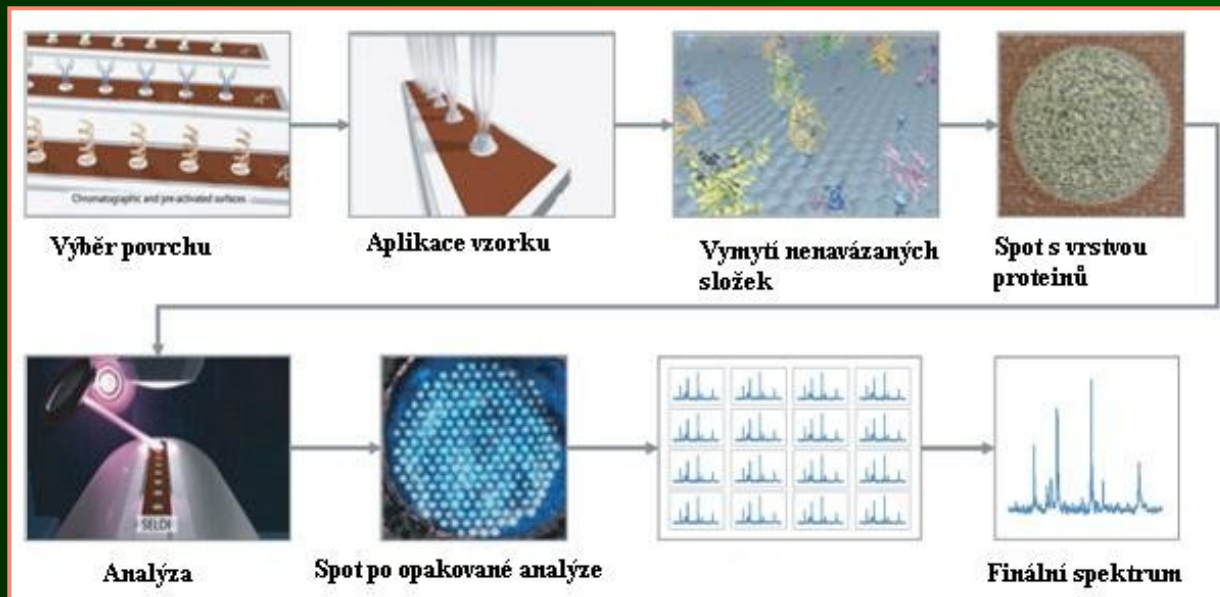 Chromatographic and pre-activated surfaces
Výběr povrchu
Aplikace vzorku
Vymytí nenavázaných
složek
Spot s vrstvou
proteinů
SELDI
Analýza
Spot po opakované analýze
Finální spektrum